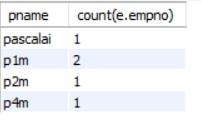 pname count(e.empno)
pascalai 1
p1m 2
p2m 1
p4m 1